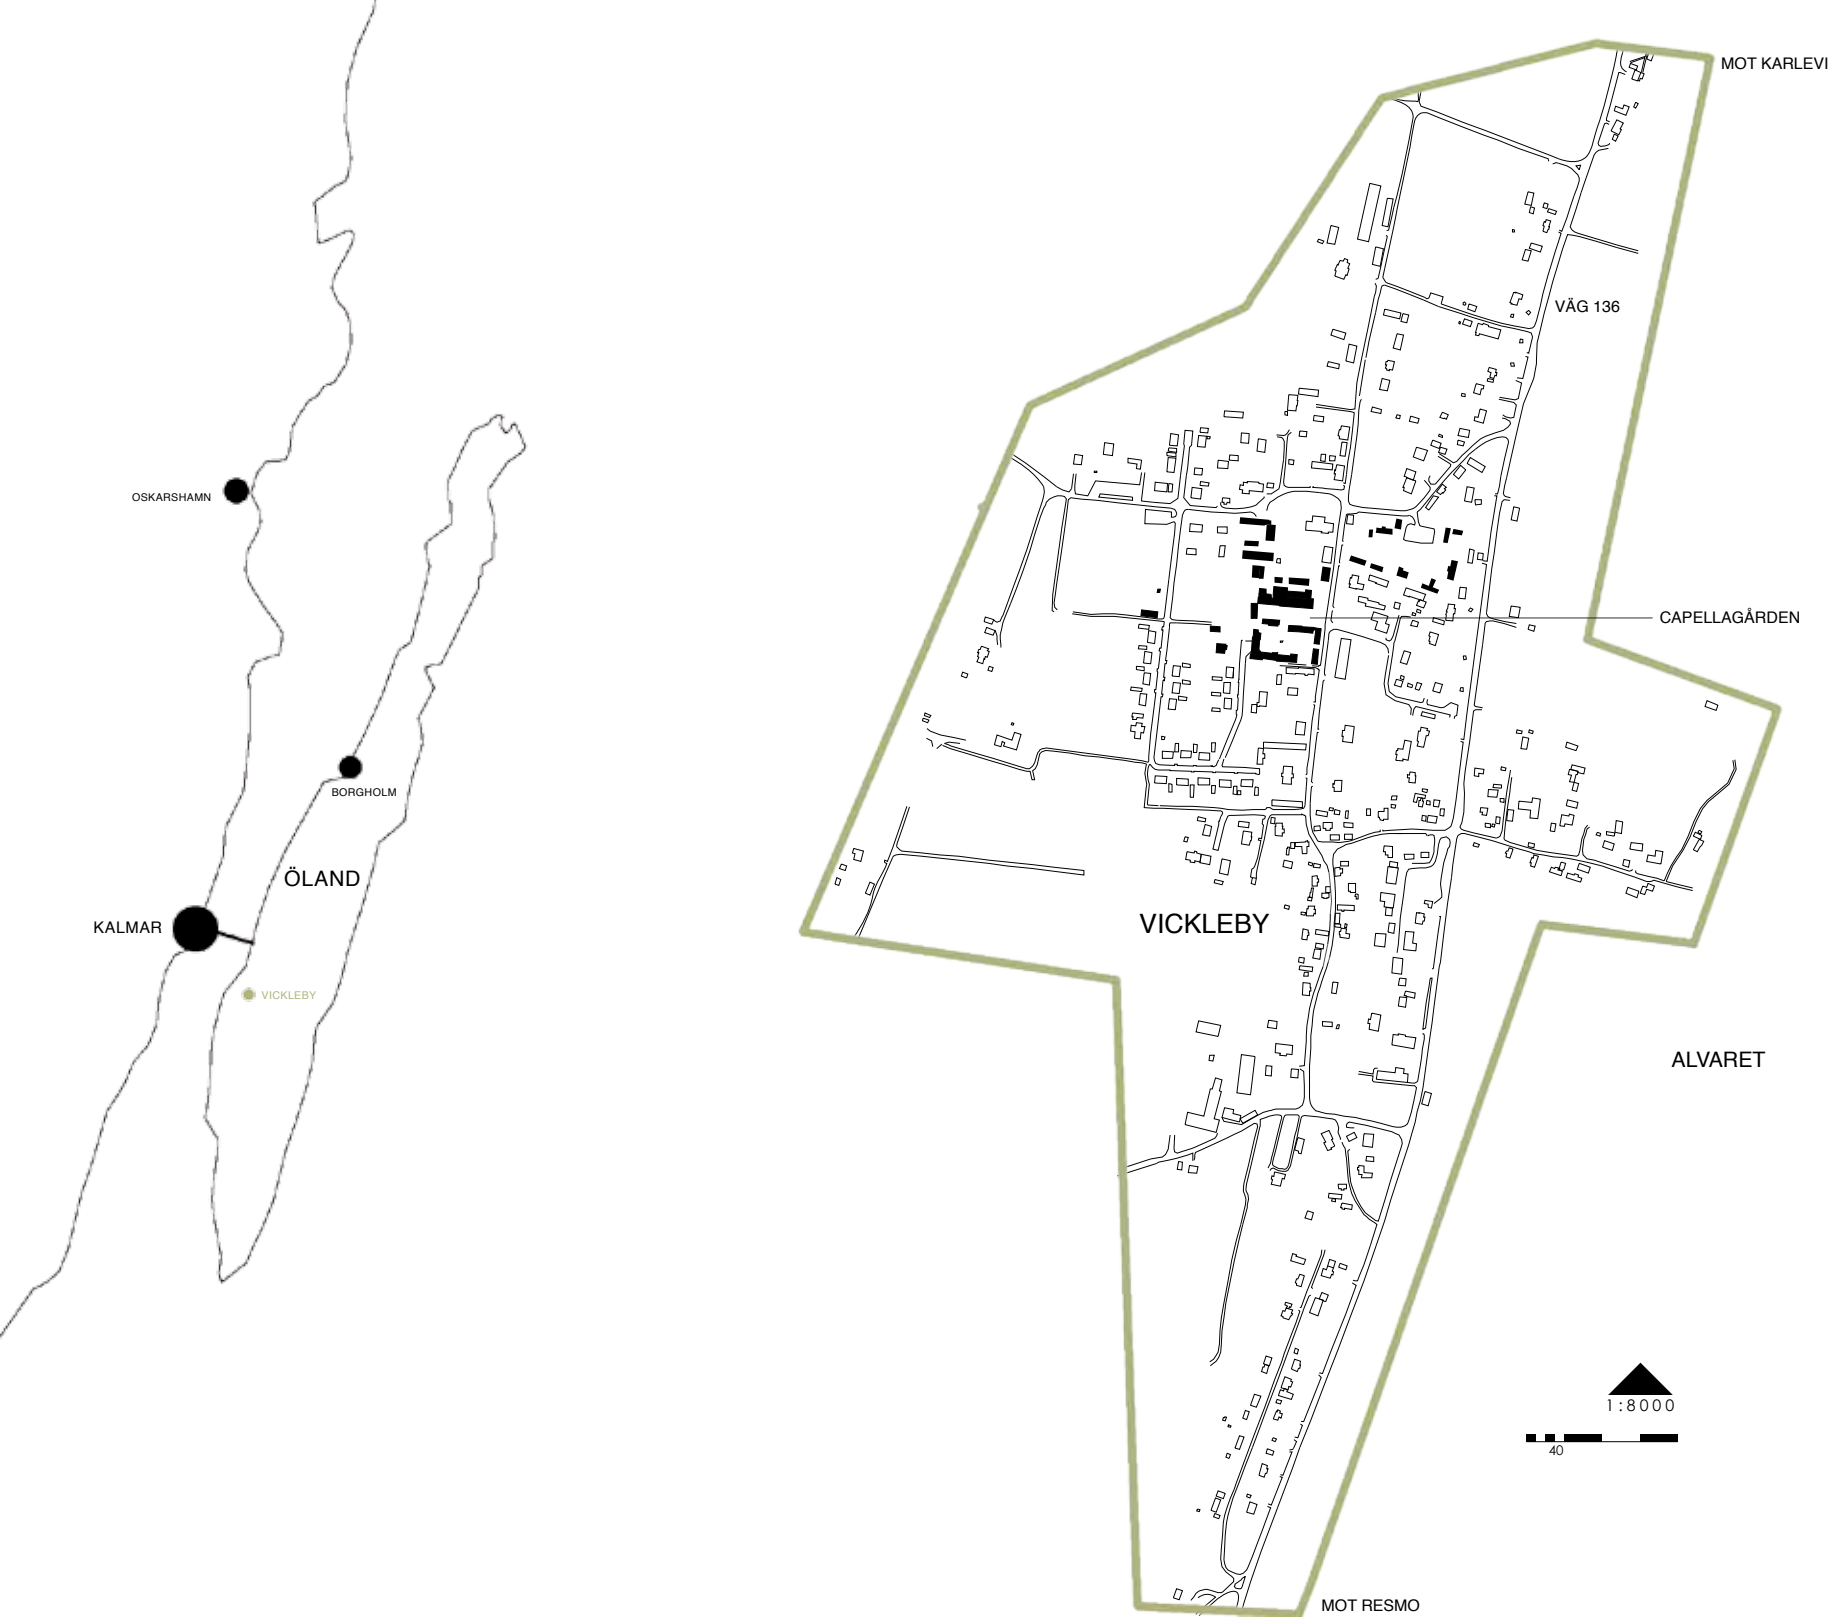 MOT KARLEVI
VÄG 136
OSKARSHAMN
CAPELLAGÅRDEN
BORGHOLM
ÖLAND
KALMAR
VICKLEBY
VICKLEBY
ALVARET
1:8000
40
MOT RESMO